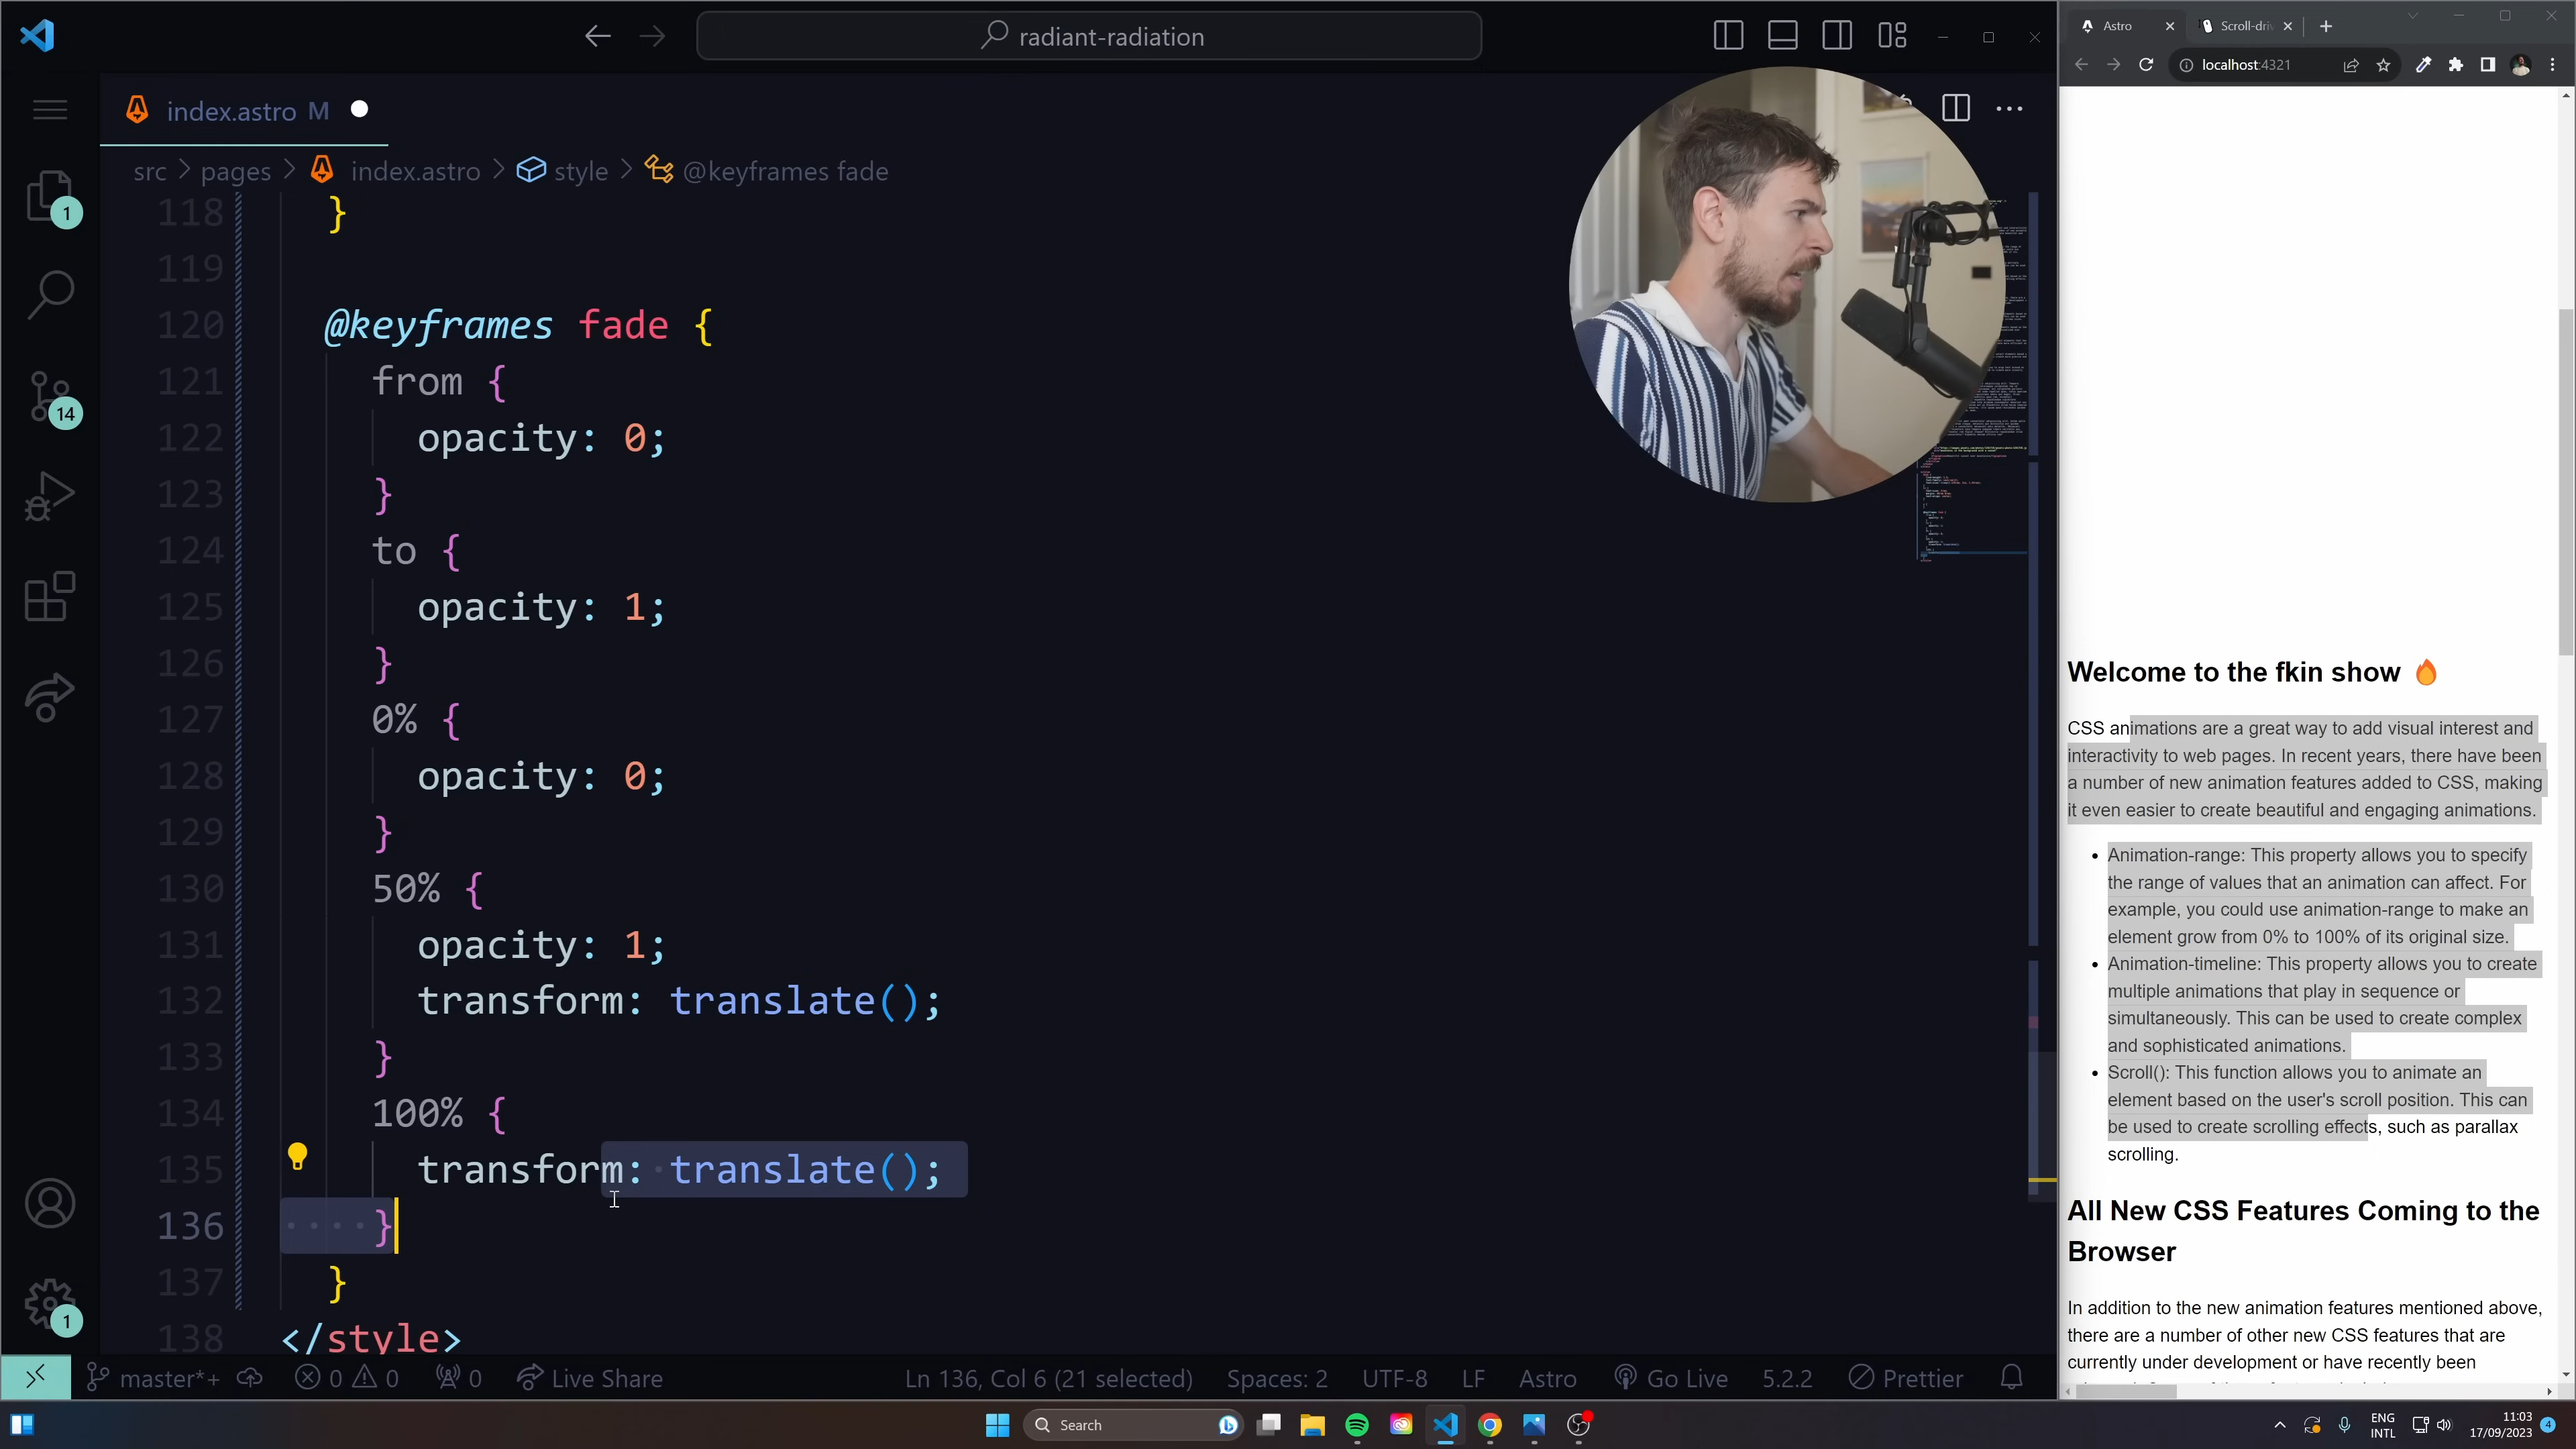 radiant-radiation
index.astro M
src > pages > index.astro > style > @keyframes fade
118 }
119
120 @keyframes fade {
121 from {
122 opacity: 0;
123 }
124 to {
125 opacity: 1;
126 }
127 0% {
128 opacity: 0;
129 }
130 50% {
131 opacity: 1;
132 transform: translate();
133 }
134 100% {
135 transform: translate();
136 }
137 }
138 </style>
1
14
1
master*+ 0 0 0 Live Share Ln 136, Col 6 (21 selected) Spaces: 2 UTF-8 LF Astro Go Live 5.2.2 Prettier
Astro
Scroll-driv
localhost:4321
Welcome to the fkin show 🔥
CSS animations are a great way to add visual interest and
interactivity to web pages. In recent years, there have been
a number of new animation features added to CSS, making
it even easier to create beautiful and engaging animations.
• Animation-range: This property allows you to specify
the range of values that an animation can affect. For
example, you could use animation-range to make an
element grow from 0% to 100% of its original size.
• Animation-timeline: This property allows you to create
multiple animations that play in sequence or
simultaneously. This can be used to create complex
and sophisticated animations.
• Scroll(): This function allows you to animate an
element based on the user's scroll position. This can
be used to create scrolling effects, such as parallax
scrolling.
All New CSS Features Coming to the
Browser
In addition to the new animation features mentioned above,
there are a number of other new CSS features that are
currently under development or have recently been
Search
ENG
INTL
11:03
17/09/2023
4